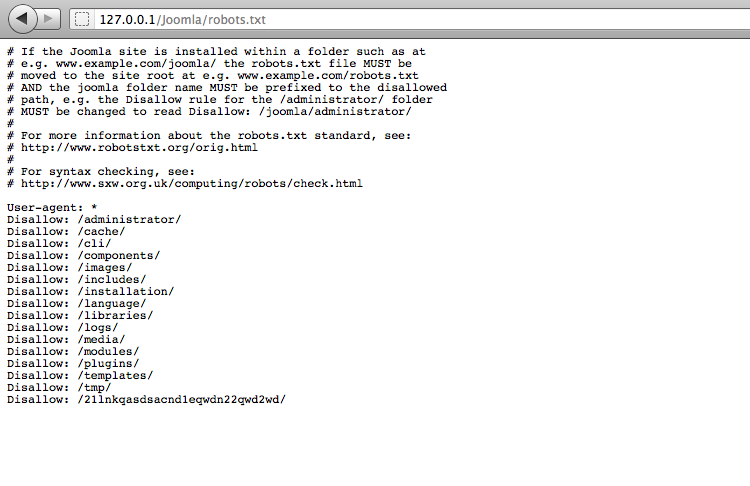 127.0.0.1/Joomla/robots.txt
# If the Joomla site is installed within a folder such as at
# e.g. www.example.com/joomla/ the robots.txt file MUST be
# moved to the site root at e.g. www.example.com/robots.txt
# AND the joomla folder name MUST be prefixed to the disallowed
# path, e.g. the Disallow rule for the /administrator/ folder
# MUST be changed to read Disallow: /joomla/administrator/
#
# For more information about the robots.txt standard, see:
# http://www.robotstxt.org/orig.html
#
# For syntax checking, see:
# http://www.sxw.org.uk/computing/robots/check.html
User-agent: *
Disallow: /administrator/
Disallow: /cache/
Disallow: /cli/
Disallow: /components/
Disallow: /images/
Disallow: /includes/
Disallow: /installation/
Disallow: /language/
Disallow: /libraries/
Disallow: /logs/
Disallow: /media/
Disallow: /modules/
Disallow: /plugins/
Disallow: /templates/
Disallow: /tmp/
Disallow: /21lnkqasdsacnd1eqwdn22qwd2wd/